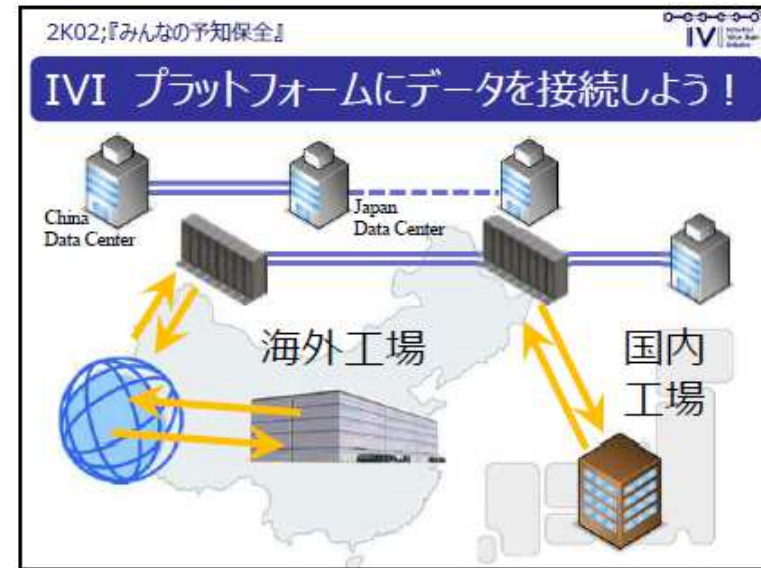 2K02;『みんなの予知保全』
IVI
IVI プラットフォームにデータを接続しよう！
China
Data Center
Japan
Data Center
海外工場
国内
工場